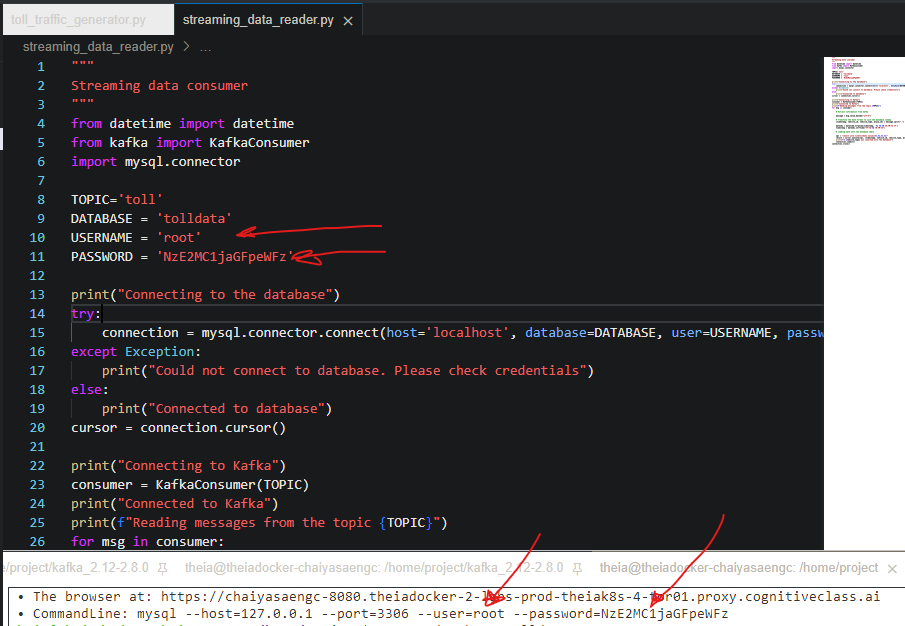 toll_traffic_generator.py streaming_data_reader.py ×
streaming_data_reader.py > ...
1 """
2 Streaming data consumer
3 """
4 from datetime import datetime
5 from kafka import KafkaConsumer
6 import mysql.connector
7
8 TOPIC='toll'
9 DATABASE = 'tolldata'
10 USERNAME = 'root'
11 PASSWORD = 'NzE2MC1jaGFpeWFz'
12
13 print("Connecting to the database")
14 try:
15 connection = mysql.connector.connect(host='localhost', database=DATABASE, user=USERNAME, passw
16 except Exception:
17 print("Could not connect to database. Please check credentials")
18 else:
19 print("Connected to database")
20 cursor = connection.cursor()
21
22 print("Connecting to Kafka")
23 consumer = KafkaConsumer(TOPIC)
24 print("Connected to Kafka")
25 print(f"Reading messages from the topic {TOPIC}")
26 for msg in consumer:
e/project/kafka_2.12-2.8.0 theia@theiadocker-chaiyasaengc: /home/project/kafka_2.12-2.8.0 theia@theiadocker-chaiyasaengc: /home/project ×
• The browser at: https://chaiyasaengc-8080.theiadocker-2-labs-prod-theiak8s-4-tor01.proxy.cognitiveclass.ai
• CommandLine: mysql --host=127.0.0.1 --port=3306 --user=root --password=NzE2MC1jaGFpeWFz